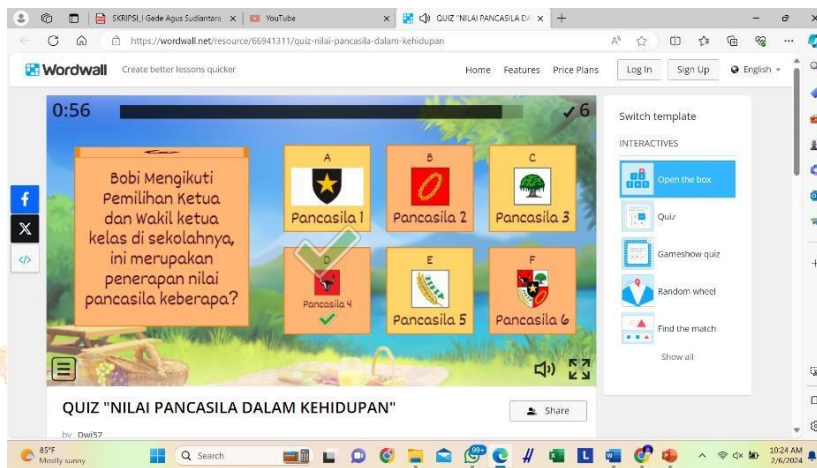 SKRIPSI_I Gede Agus Sudiantara
YouTube
QUIZ "NILAI PANCASILA DA
https://wordwall.net/resource/66941311/quiz-nilai-pancasila-dalam-kehidupan
Wordwall
Create better lessons quicker
Home Features Price Plans
Log In
Sign Up
English
0:56
6
Bobi Mengikuti
Pemilihan Ketua
dan Wakil ketua
kelas di sekolahnya,
ini merupakan
penerapan nilai
pancasila keberapa?
A
Pancasila 1
B
Pancasila 2
C
Pancasila 3
D
Pancasila 4
E
Pancasila 5
F
Pancasila 6
Switch template
INTERACTIVES
Open the box
Quiz
Gameshow quiz
Random wheel
Find the match
Show all
QUIZ "NILAI PANCASILA DALAM KEHIDUPAN"
Share
by Dwi57
85°F
Mostly sunny
Search
99+
10:24 AM
2/6/2024